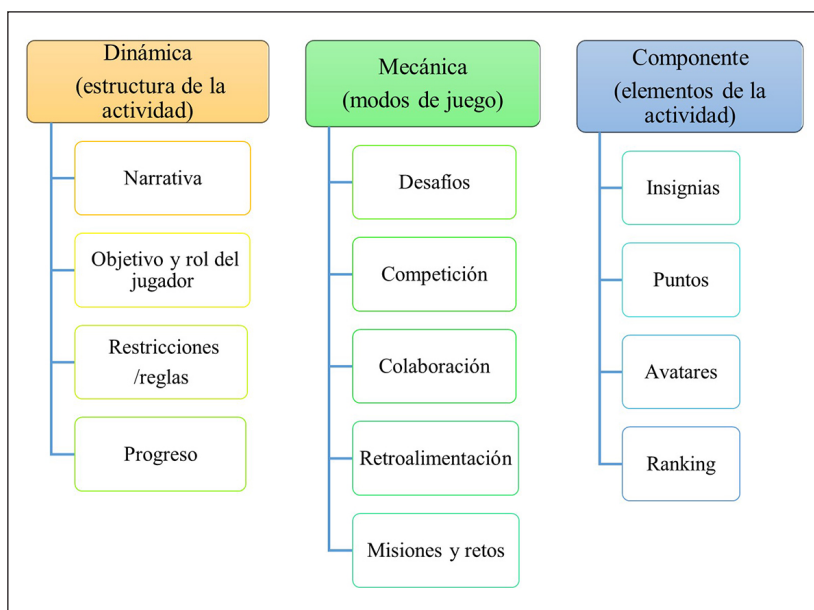 Dinámica
(estructura de la
actividad)
Narrativa
Objetivo y rol del
jugador
Restricciones
/reglas
Progreso
Mecánica
(modos de juego)
Desafíos
Competición
Colaboración
Retroalimentación
Misiones y retos
Componente
(elementos de la
actividad)
Insignias
Puntos
Avatares
Ranking